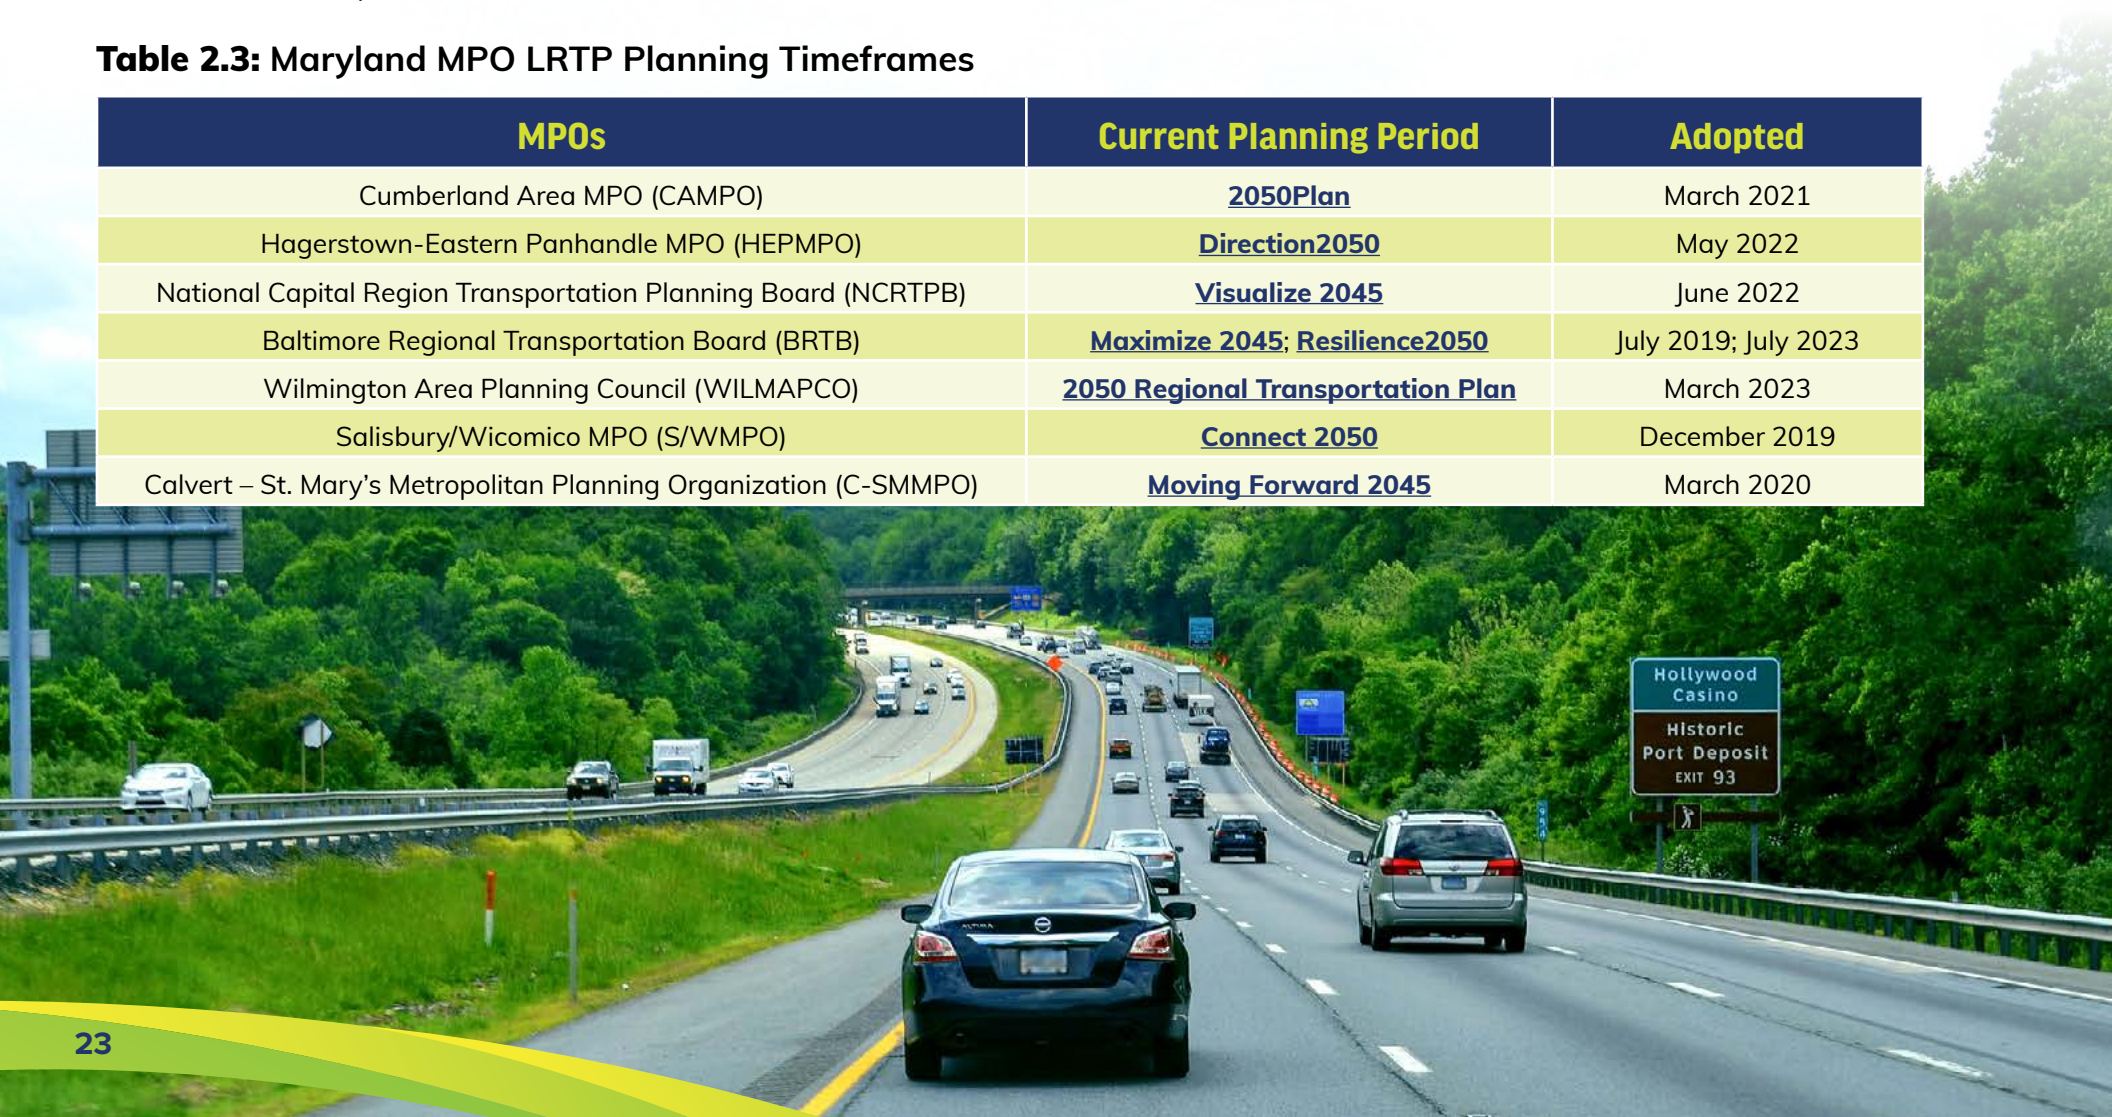 Table 2.3: Maryland MPO LRTP Planning Timeframes
MPOs Current Planning Period Adopted
Cumberland Area MPO (CAMPO) 2050Plan March 2021
Hagerstown-Eastern Panhandle MPO (HEPMPO) Direction2050 May 2022
National Capital Region Transportation Planning Board (NCRTPB) Visualize 2045 June 2022
Baltimore Regional Transportation Board (BRTB) Maximize 2045; Resilience2050 July 2019; July 2023
Wilmington Area Planning Council (WILMAPCO) 2050 Regional Transportation Plan March 2023
Salisbury/Wicomico MPO (S/WMPO) Connect 2050 December 2019
Calvert – St. Mary’s Metropolitan Planning Organization (C-SMMPO) Moving Forward 2045 March 2020
Hollywood
Casino
Historic
Port Deposit
EXIT 93
ALTIMA
23